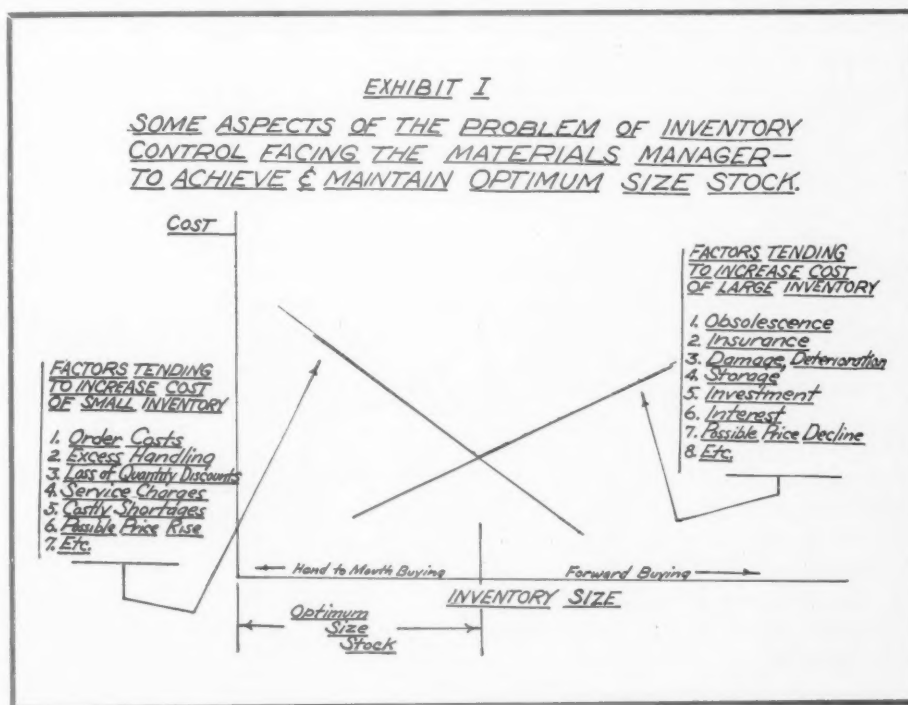 EXHIBIT I
SOME ASPECTS OF THE PROBLEM OF INVENTORY
CONTROL FACING THE MATERIALS MANAGER—
TO ACHIEVE & MAINTAIN OPTIMUM SIZE STOCK.
COST
FACTORS TENDING
TO INCREASE COST
OF LARGE INVENTORY
1. Obsolescence
2. Insurance
3. Damage, Deterioration
4. Storage
5. Investment
6. Interest
7. Possible Price Decline
8. Etc.
FACTORS TENDING
TO INCREASE COST
OF SMALL INVENTORY
1. Order Costs
2. Excess Handling
3. Loss of Quantity Discounts
4. Service Charges
5. Costly Shortages
6. Possible Price Rise
7. Etc.
Hand to Mouth Buying
Forward Buying
INVENTORY SIZE
Optimum
Size
Stock